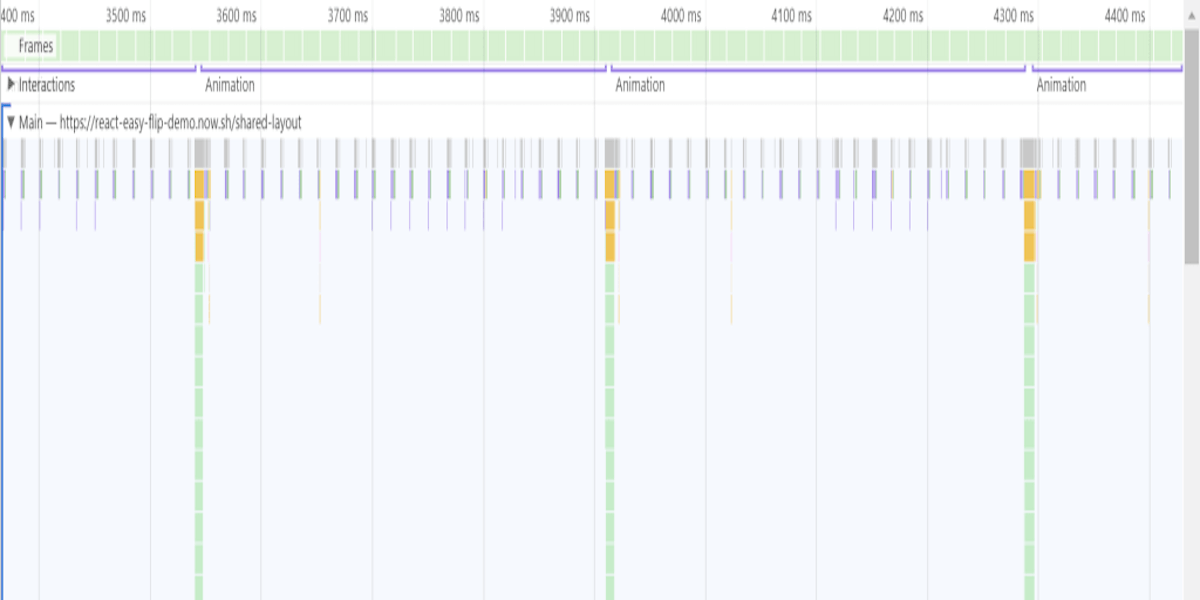 400 ms 3500 ms 3600 ms 3700 ms 3800 ms 3900 ms 4000 ms 4100 ms 4200 ms 4300 ms 4400 ms
Frames
Interactions Animation Animation Animation
Main — https://react-easy-flip-demo.now.sh/shared-layout